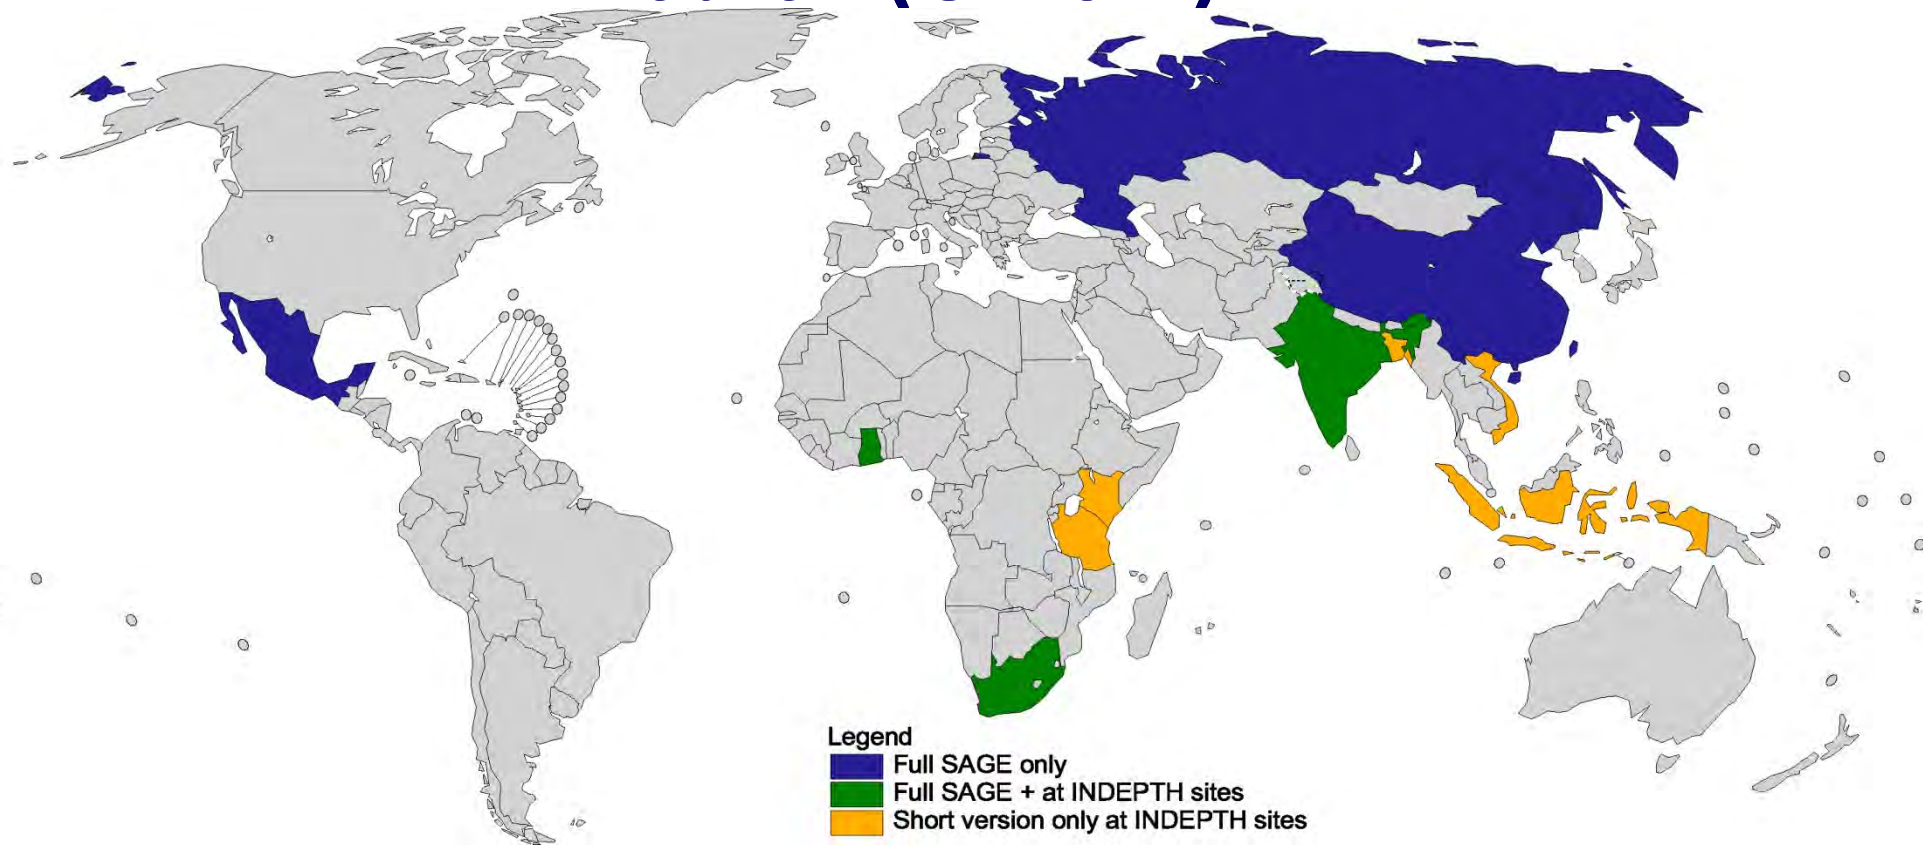 Legend
Full SAGE only
Full SAGE + at INDEPTH sites
Short version only at INDEPTH sites